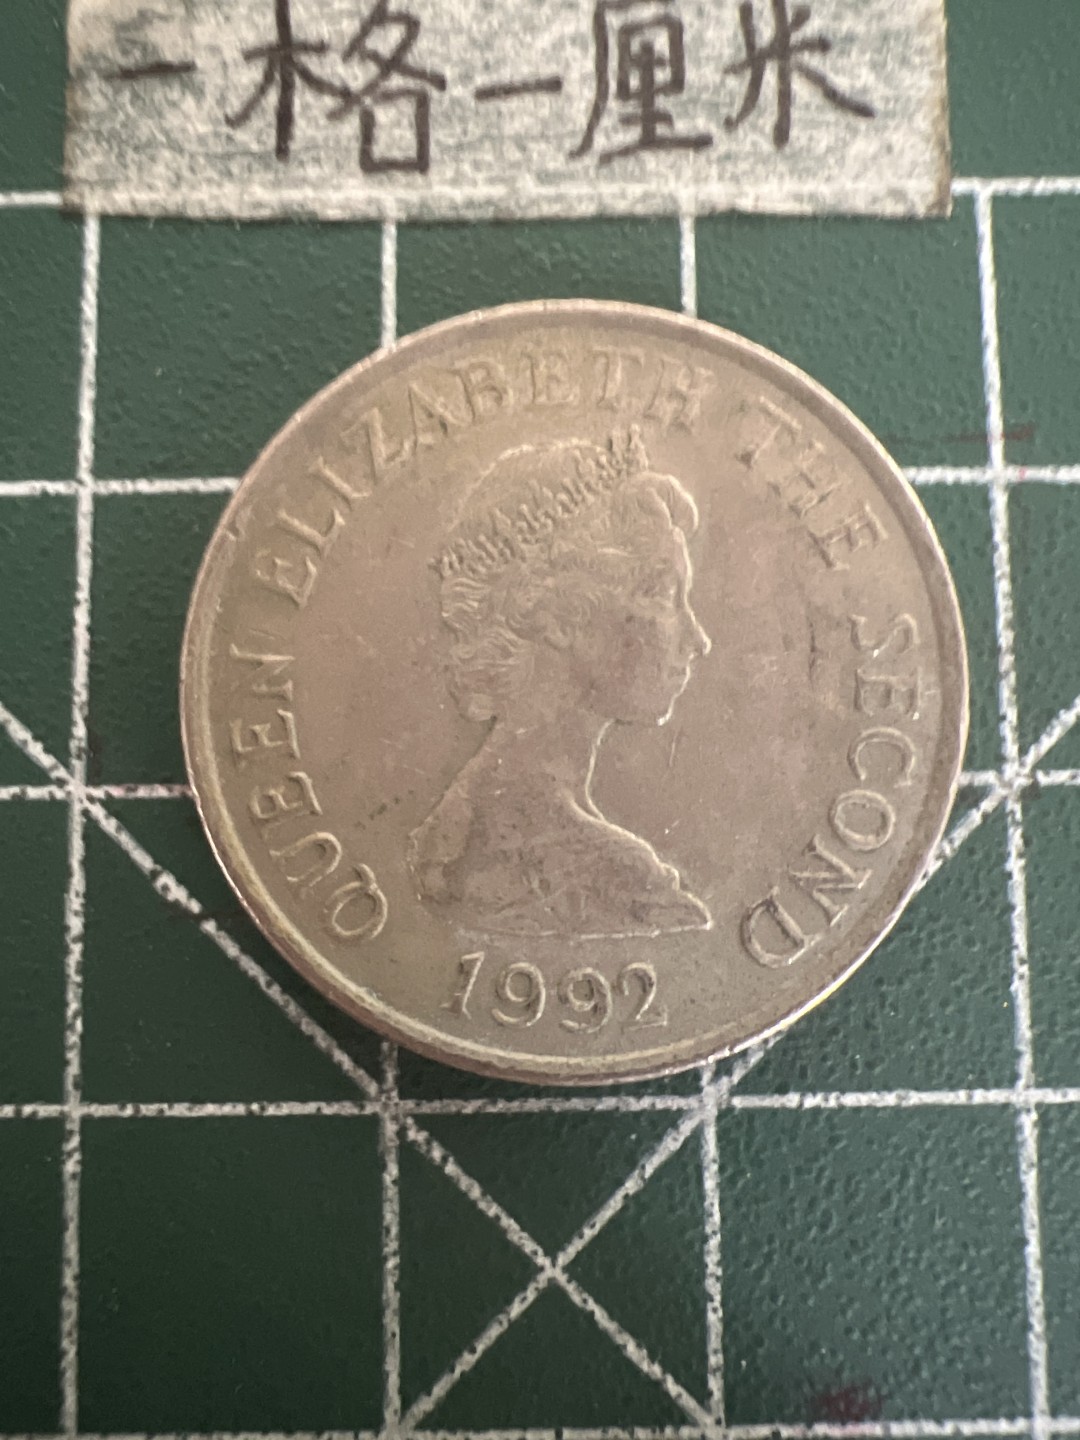 一格一厘米
QUEEN ELIZABETH THE SECOND
1992